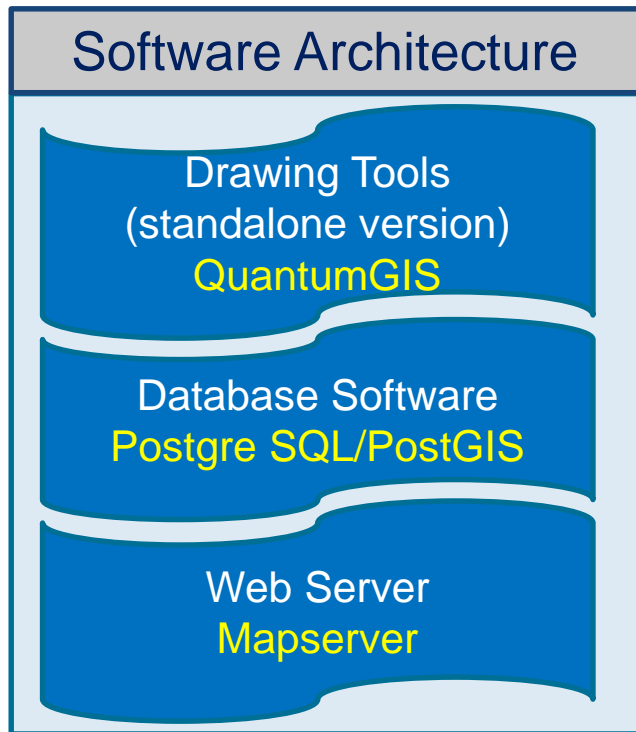 Software Architecture
Drawing Tools
(standalone version)
QuantumGIS
Database Software
Postgre SQL/PostGIS
Web Server
Mapserver